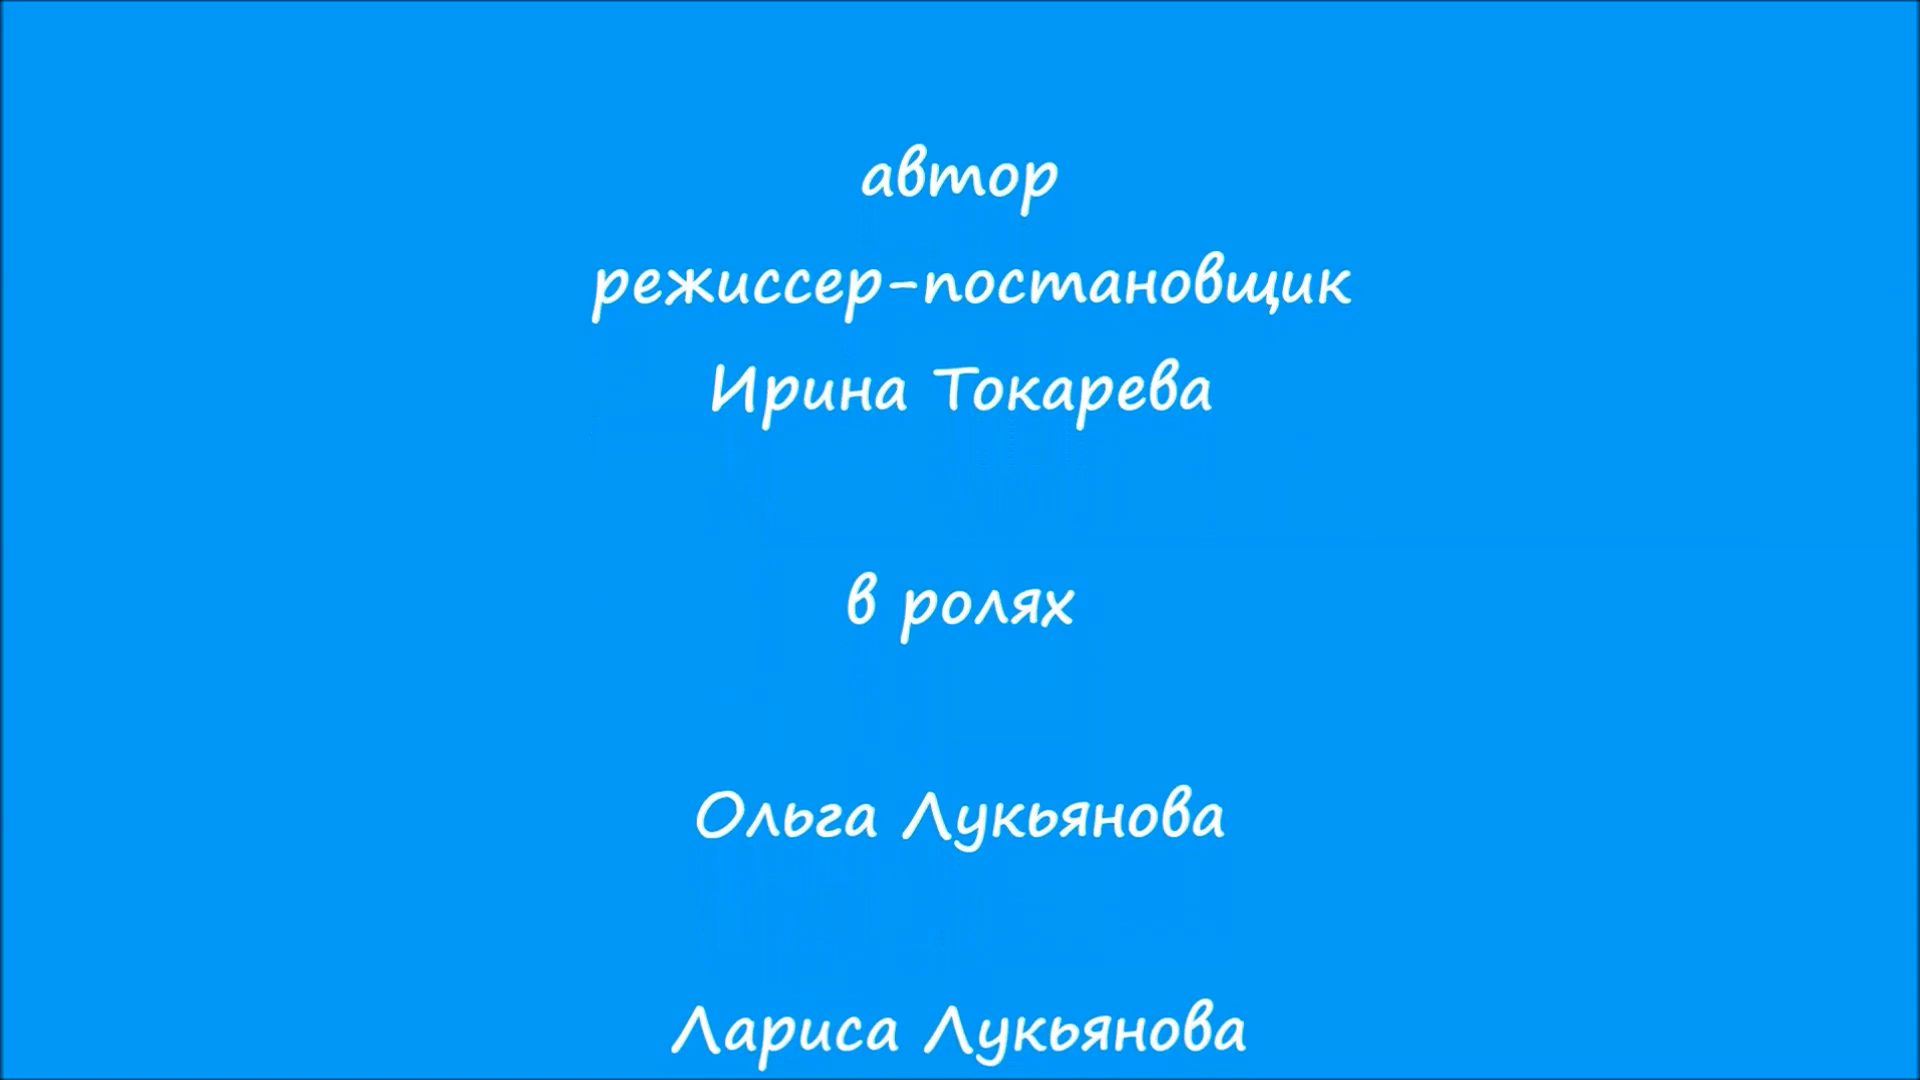 автор
режиссер-постановщик
Ирина Токарева
в ролях
Ольга Лукьянова
Лариса Лукьянова